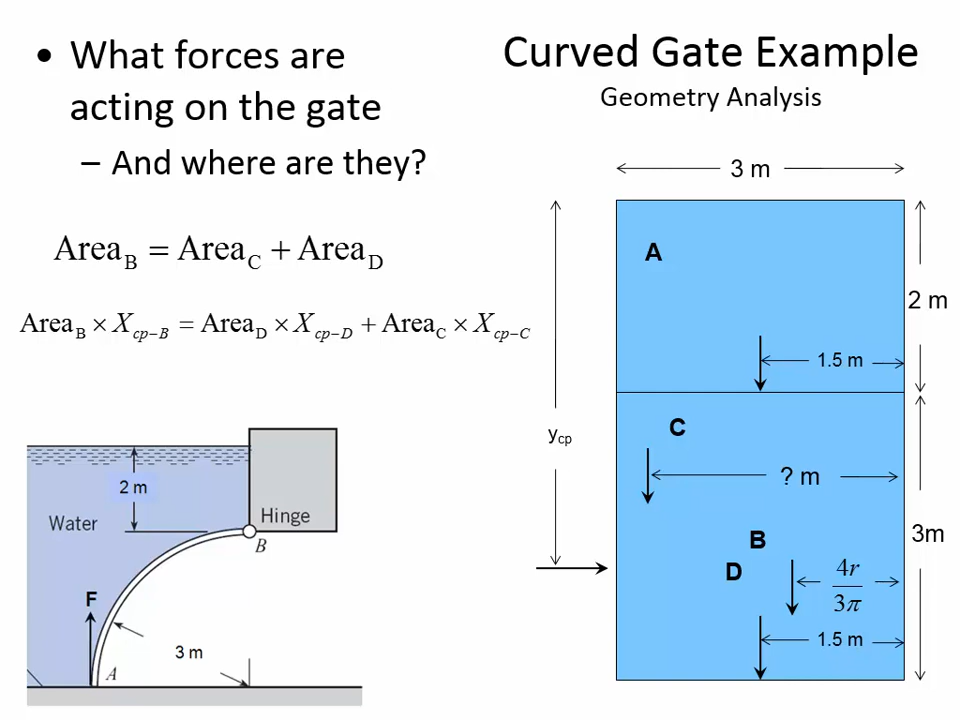 • What forces are
acting on the gate
– And where are they?
Area_B = Area_C + Area_D
Area_B × X_cp−B = Area_D × X_cp−D + Area_C × X_cp−C
2 m
Water
Hinge
B
F
3 m
A
Curved Gate Example
Geometry Analysis
3 m
A
2 m
1.5 m
C
y_cp
? m
B
3m
D
4r
3π
1.5 m